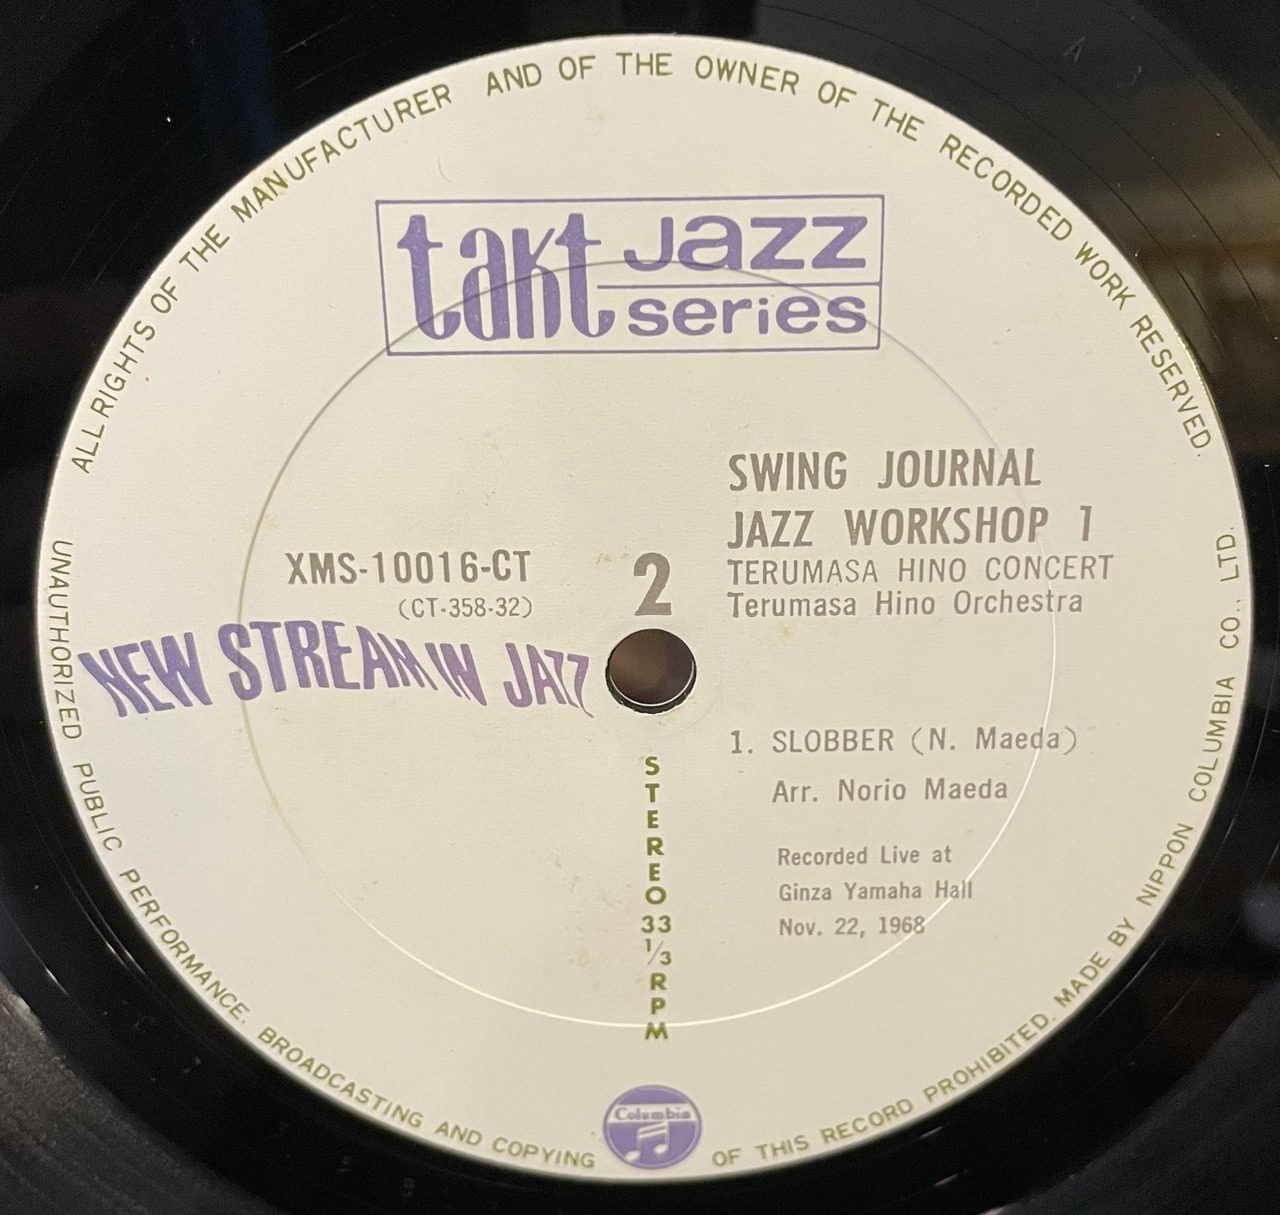 ALL RIGHTS OF THE MANUFACTURER AND OF THE OWNER OF THE RECORDED WORK RESERVED.
takt jazz
series
SWING JOURNAL
JAZZ WORKSHOP 1
TERUMASA HINO CONCERT
Terumasa Hino Orchestra
XMS-10016-CT
(CT-358-32)
2
NEW STREAM IN JAZZ
1. SLOBBER (N. Maeda)
Arr. Norio Maeda
Recorded Live at
Ginza Yamaha Hall
Nov. 22, 1968
STEREO
33
1/3
RPM
Columbia
UNAUTHORIZED PUBLIC PERFORMANCE. BROADCASTING AND COPYING OF THIS RECORD PROHIBITED. MADE BY NIPPON COLUMBIA CO., LTD.